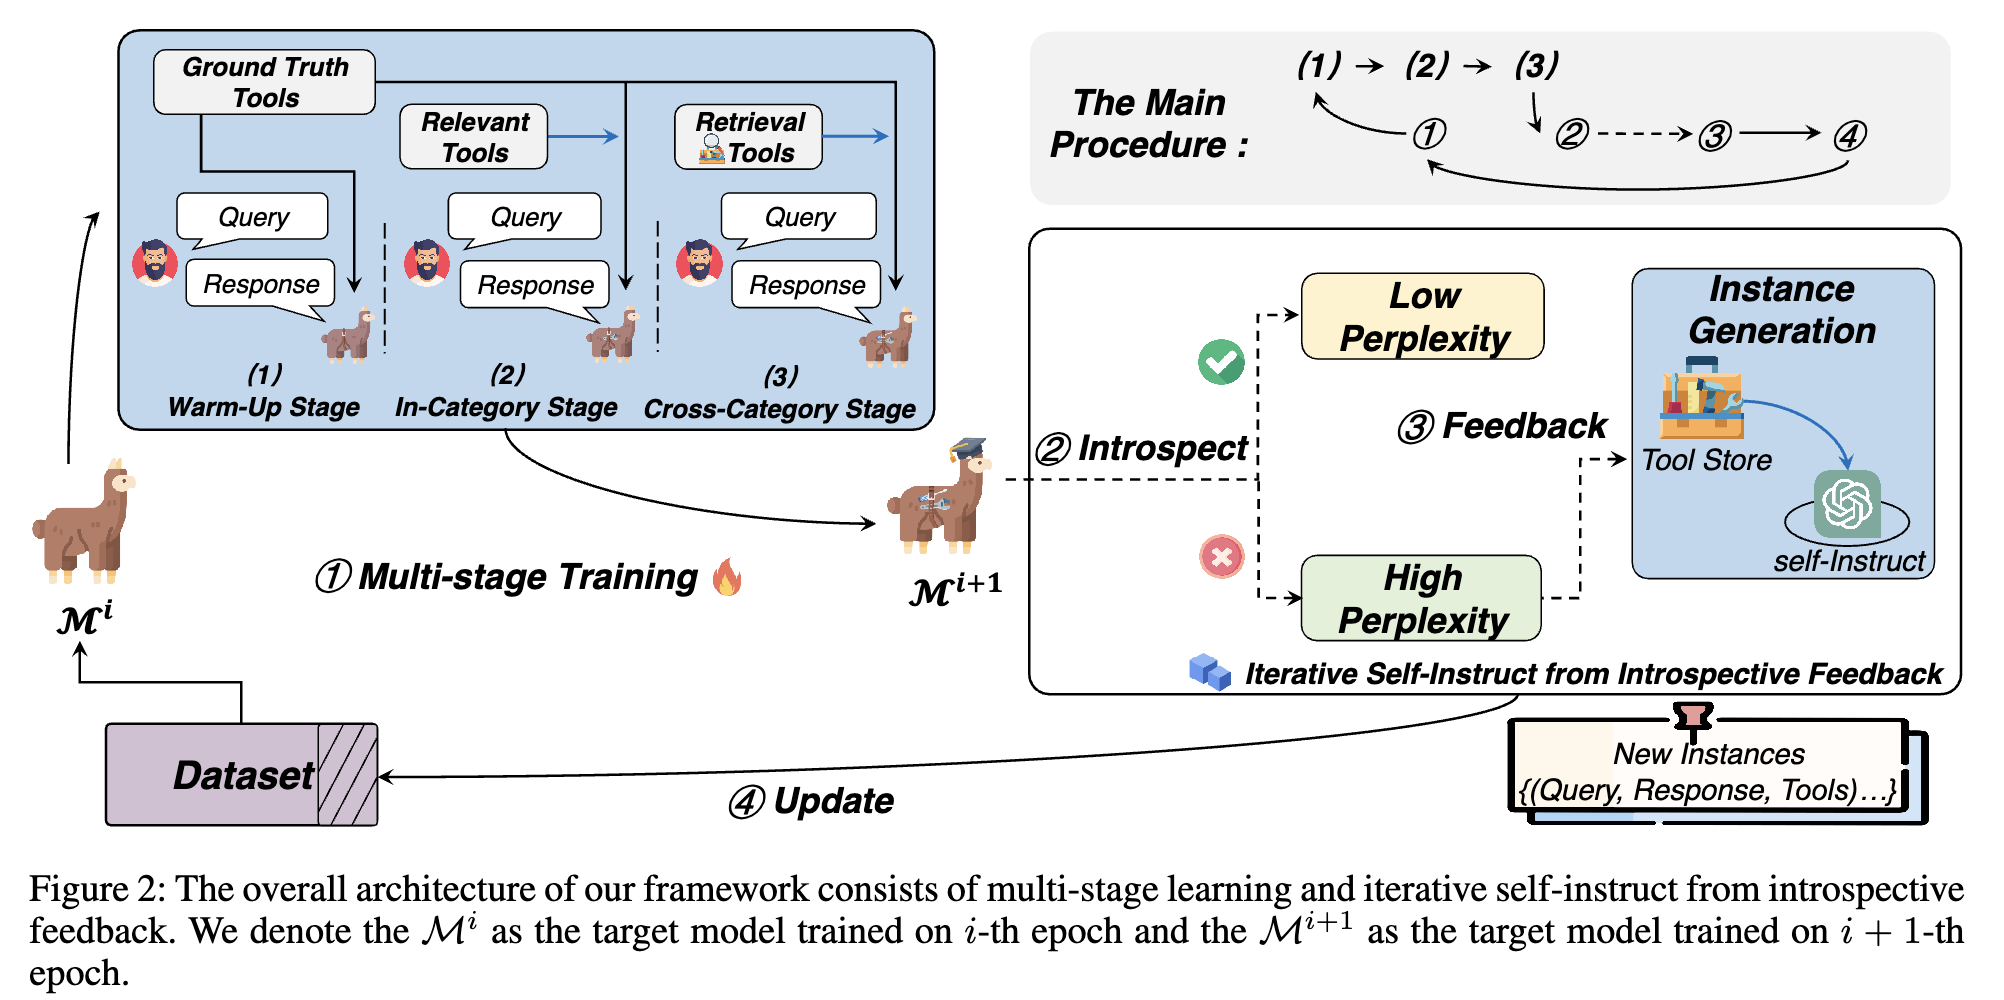 Ground Truth
Tools
Relevant
Tools
Retrieval
Tools
Query
Response
Query
Response
Query
Response
(1)
Warm-Up Stage
(2)
In-Category Stage
(3)
Cross-Category Stage
The Main
Procedure :
(1) → (2) → (3)
① ② ③ ④
② Introspect
Low
Perplexity
High
Perplexity
③ Feedback
Instance
Generation
Tool Store
self-Instruct
Iterative Self-Instruct from Introspective Feedback
① Multi-stage Training
ℳⁱ
ℳⁱ⁺¹
Dataset
④ Update
New Instances
{(Query, Response, Tools)…}
Figure 2: The overall architecture of our framework consists of multi-stage learning and iterative self-instruct from introspective
feedback. We denote the ℳⁱ as the target model trained on i-th epoch and the ℳⁱ⁺¹ as the target model trained on i + 1-th
epoch.